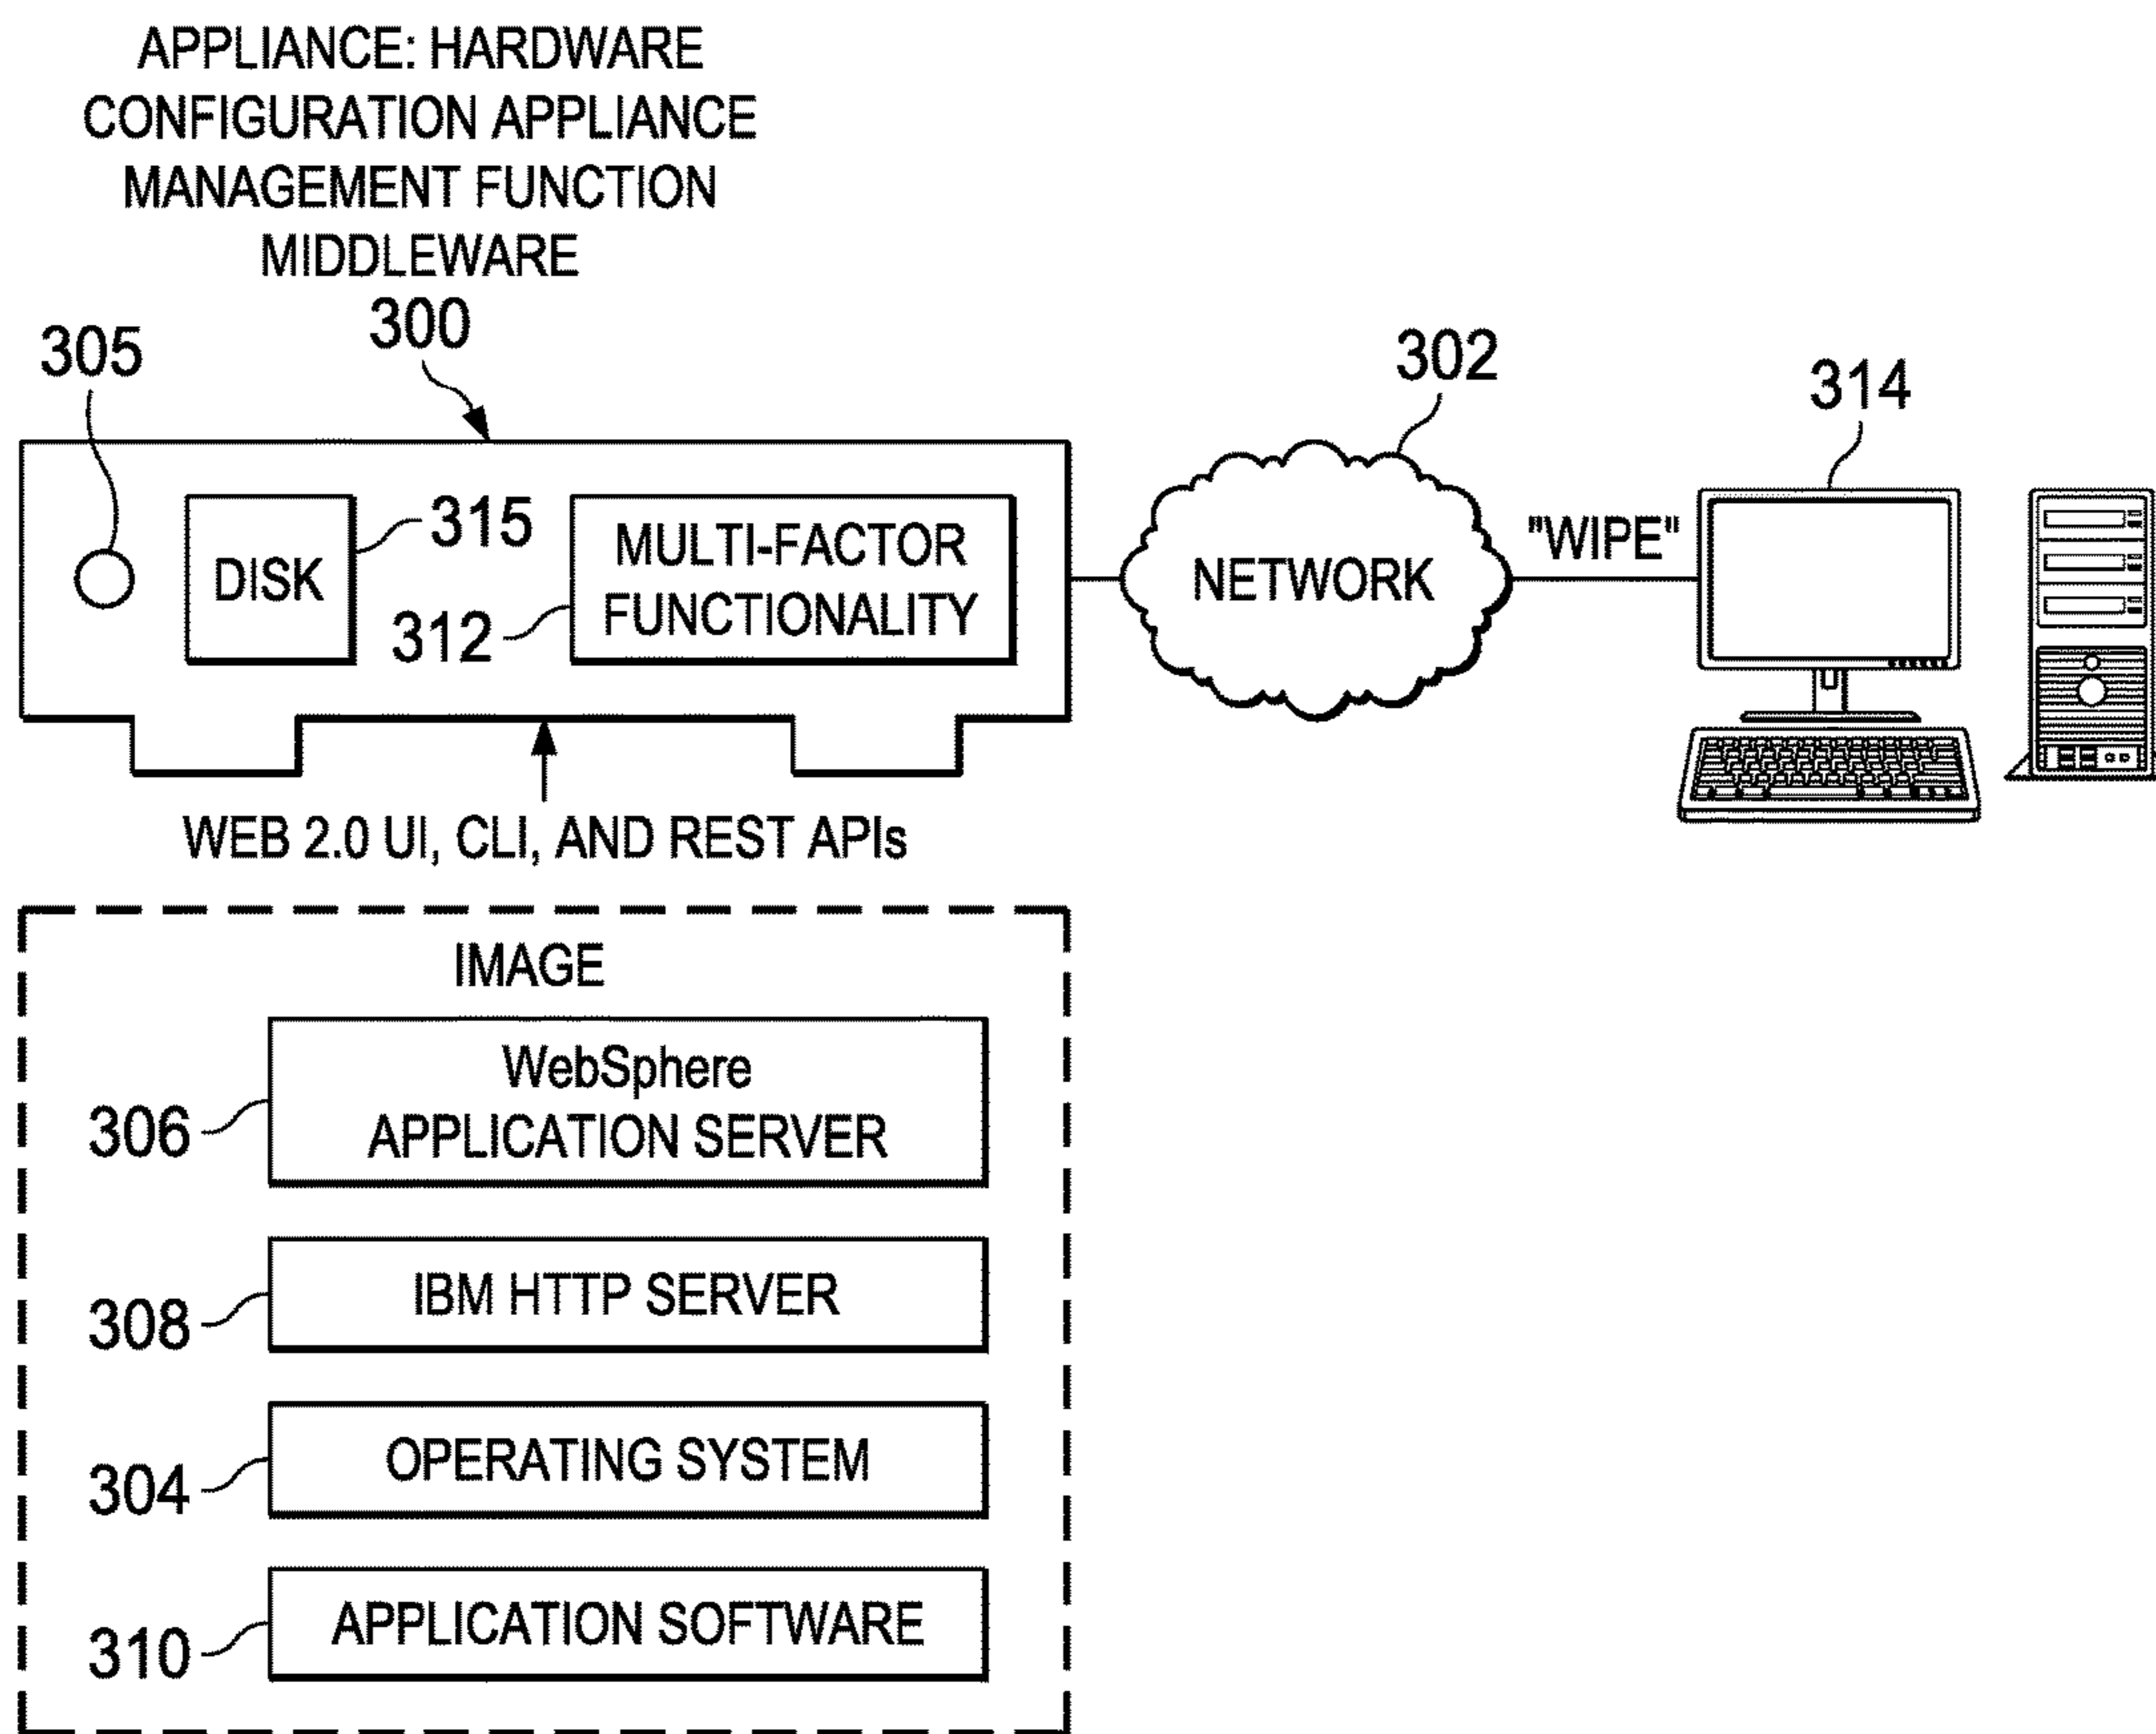 APPLIANCE: HARDWARE
CONFIGURATION APPLIANCE
MANAGEMENT FUNCTION
MIDDLEWARE
300
305
302
314
DISK
315
MULTI-FACTOR
FUNCTIONALITY
312
NETWORK
"WIPE"
WEB 2.0 UI, CLI, AND REST APIs
IMAGE
WebSphere
APPLICATION SERVER
306
IBM HTTP SERVER
308
OPERATING SYSTEM
304
APPLICATION SOFTWARE
310